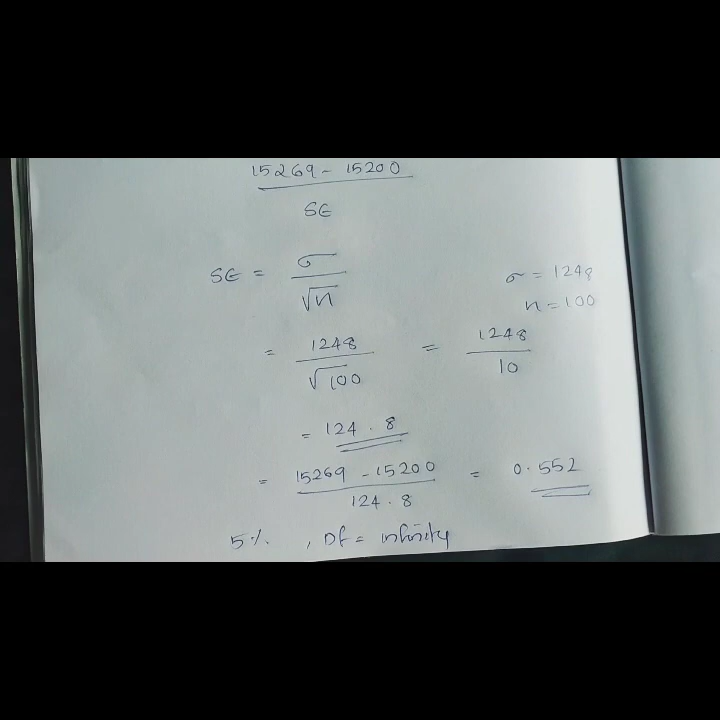 15269 - 15200
SE
SE = σ
√n
σ = 1248
n = 100
= 1248 = 1248
√100 10
= 124.8
= 15269 - 15200 = 0.552
124.8
5%, Df = infinity